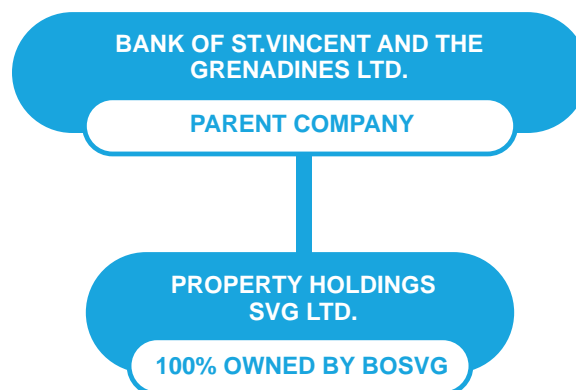 BANK OF ST.VINCENT AND THE
GRENADINES LTD.
PARENT COMPANY
PROPERTY HOLDINGS
SVG LTD.
100% OWNED BY BOSVG